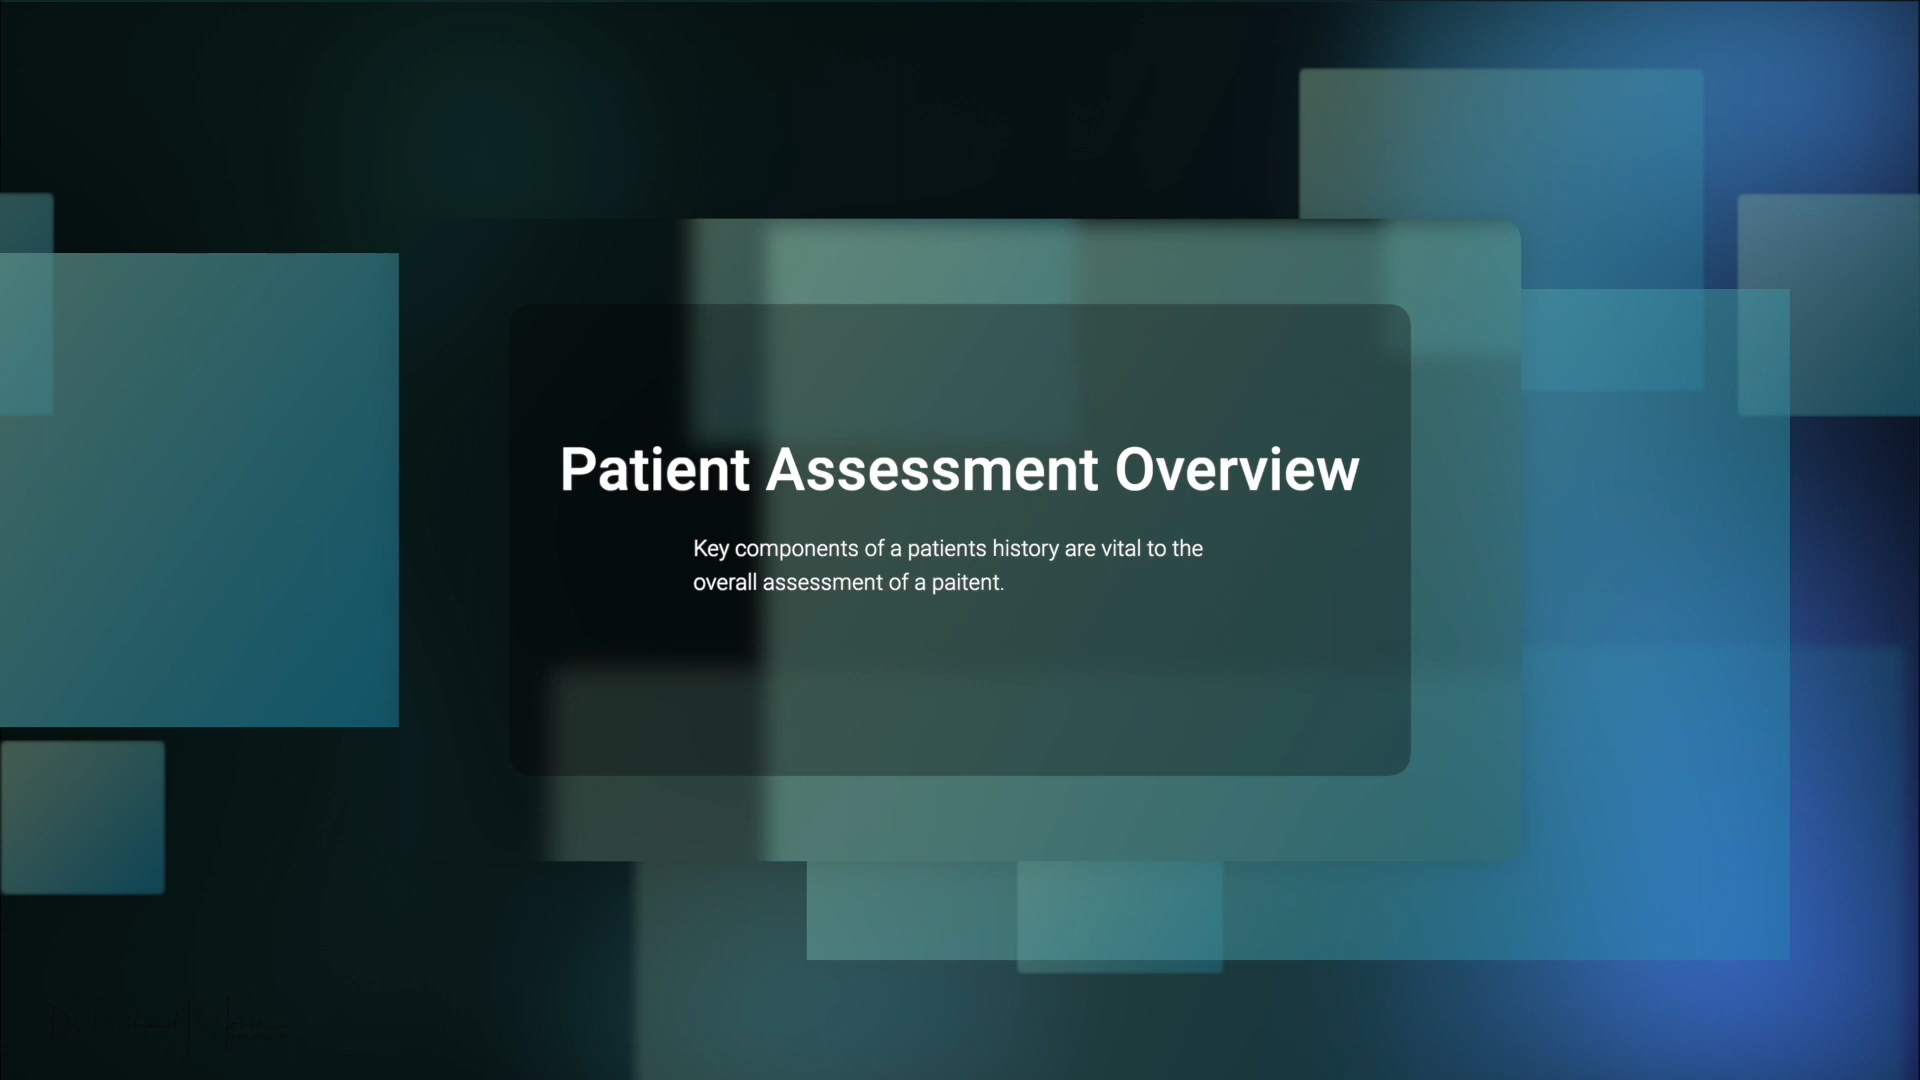 Patient Assessment Overview
Key components of a patients history are vital to the
overall assessment of a paitent.